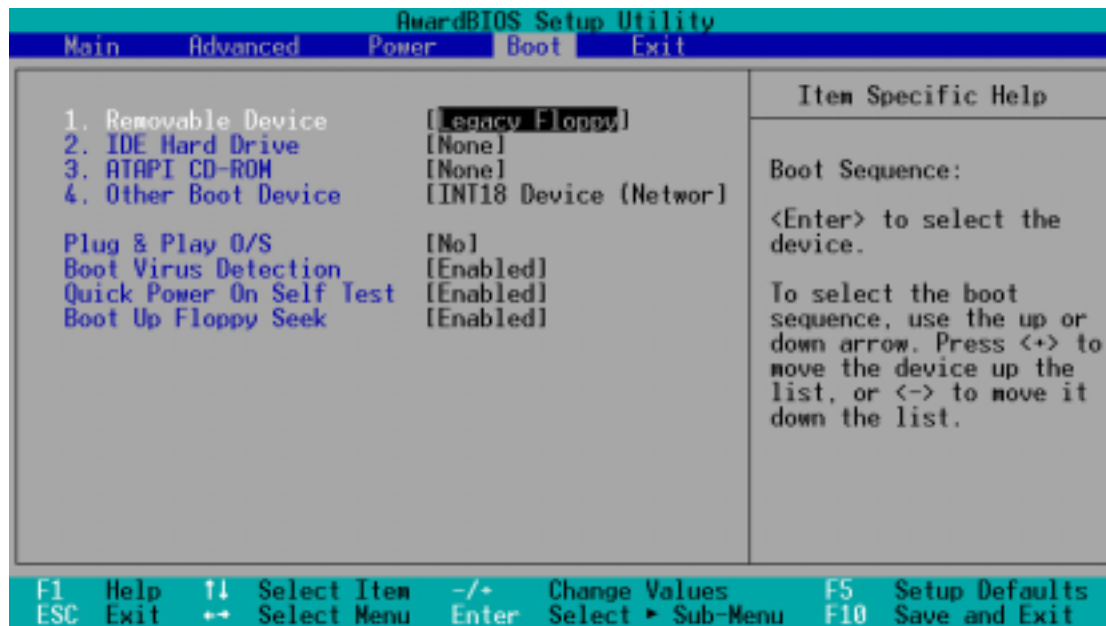 AwardBIOS Setup Utility
Main Advanced Power Boot Exit
1. Removable Device [Legacy Floppy]
2. IDE Hard Drive [None]
3. ATAPI CD-ROM [None]
4. Other Boot Device [INT18 Device (Networ]
Plug & Play O/S [No]
Boot Virus Detection [Enabled]
Quick Power On Self Test [Enabled]
Boot Up Floppy Seek [Enabled]
Item Specific Help
Boot Sequence:
<Enter> to select the
device.
To select the boot
sequence, use the up or
down arrow. Press <+> to
move the device up the
list, or <-> to move it
down the list.
F1 Help ↑↓ Select Item -/+ Change Values F5 Setup Defaults
ESC Exit ←→ Select Menu Enter Select ► Sub-Menu F10 Save and Exit